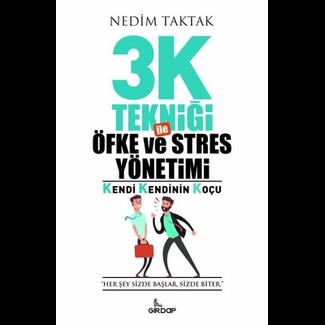 NEDİM TAKTAK
3K
TEKNİĞİ
ile
ÖFKE ve STRES
YÖNETİMİ
KENDİ KENDİNİN KOÇU
"HER ŞEY SİZDE BAŞLAR, SİZDE BİTER."
GİRDAP